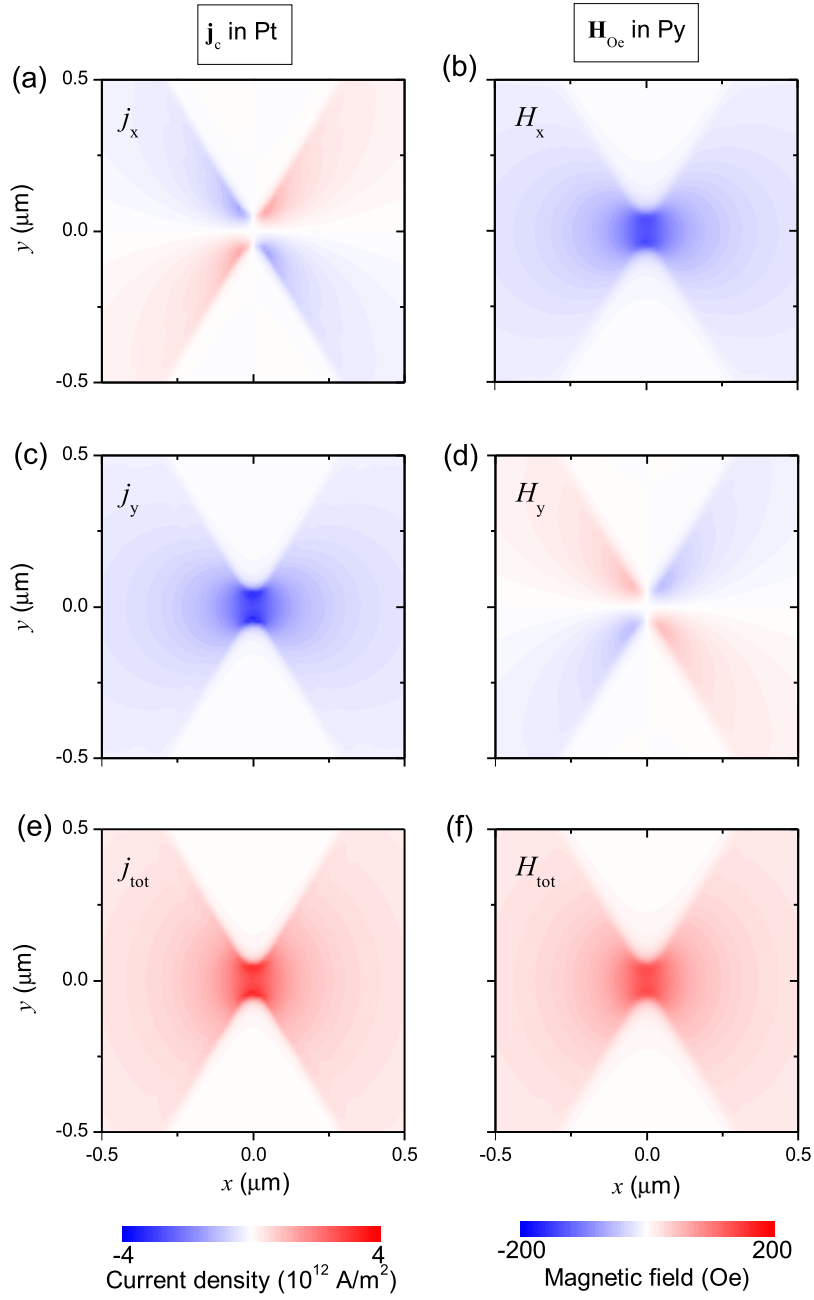 j_c in Pt
H_Oe in Py
(a)
(b)
0.5
j_x
H_x
y (μm)
0.0
-0.5
(c)
(d)
0.5
j_y
H_y
y (μm)
0.0
-0.5
(e)
(f)
0.5
j_tot
H_tot
y (μm)
0.0
-0.5
-0.5 0.0 0.5
-0.5 0.0 0.5
x (μm)
x (μm)
-4 4
Current density (10^12 A/m^2)
-200 200
Magnetic field (Oe)